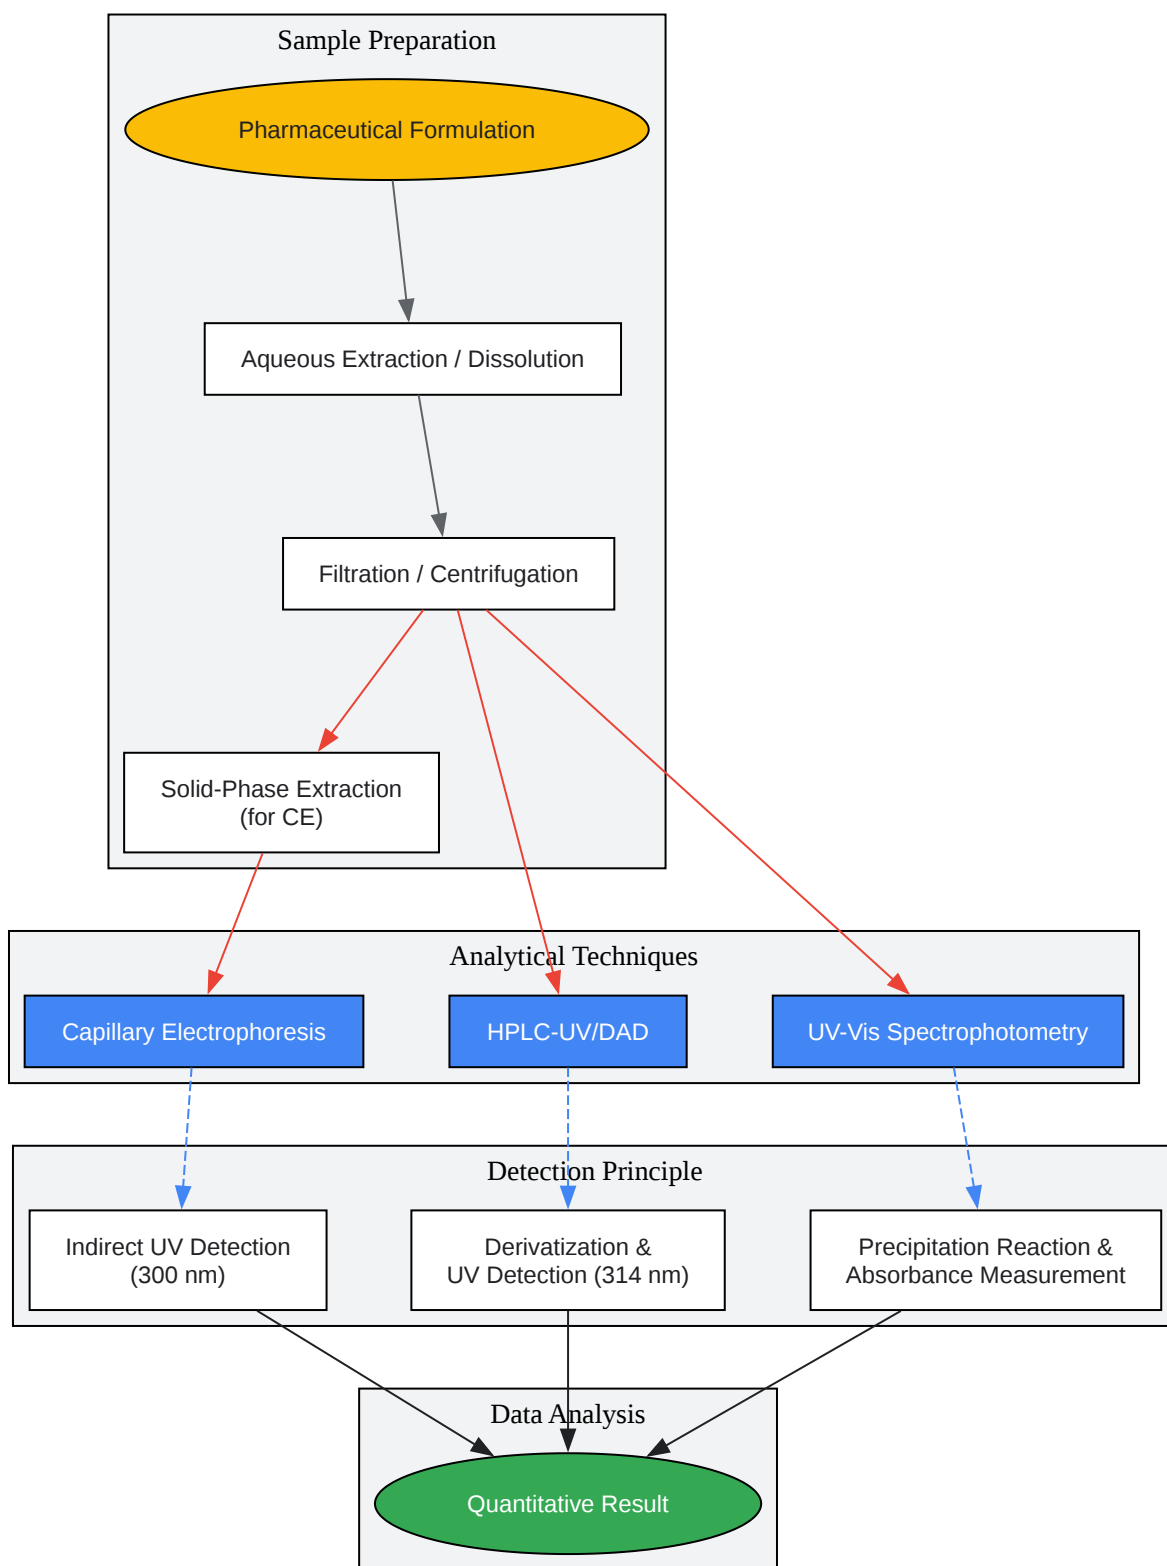 Sample Preparation
Pharmaceutical Formulation
Aqueous Extraction / Dissolution
Filtration / Centrifugation
Solid-Phase Extraction
(for CE)
Analytical Techniques
Capillary Electrophoresis
HPLC-UV/DAD
UV-Vis Spectrophotometry
Detection Principle
Indirect UV Detection
(300 nm)
Derivatization &
UV Detection (314 nm)
Precipitation Reaction &
Absorbance Measurement
Data Analysis
Quantitative Result